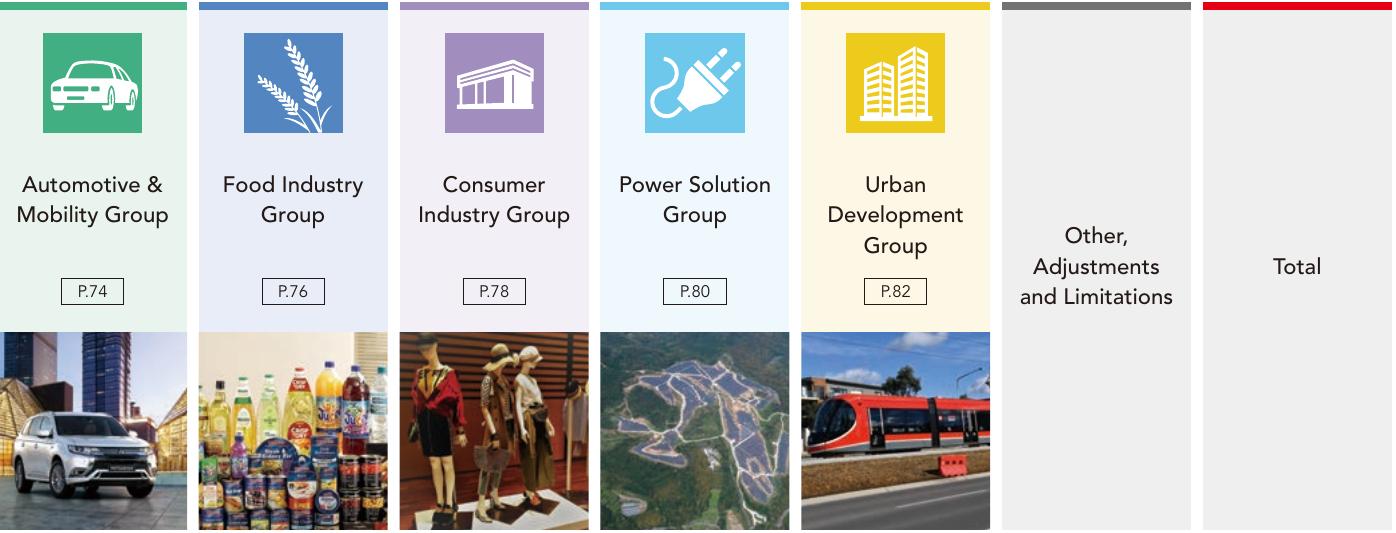 Automotive &
Mobility Group
P.74
Food Industry
Group
P.76
Consumer
Industry Group
P.78
Power Solution
Group
P.80
Urban
Development
Group
P.82
Other,
Adjustments
and Limitations
Total